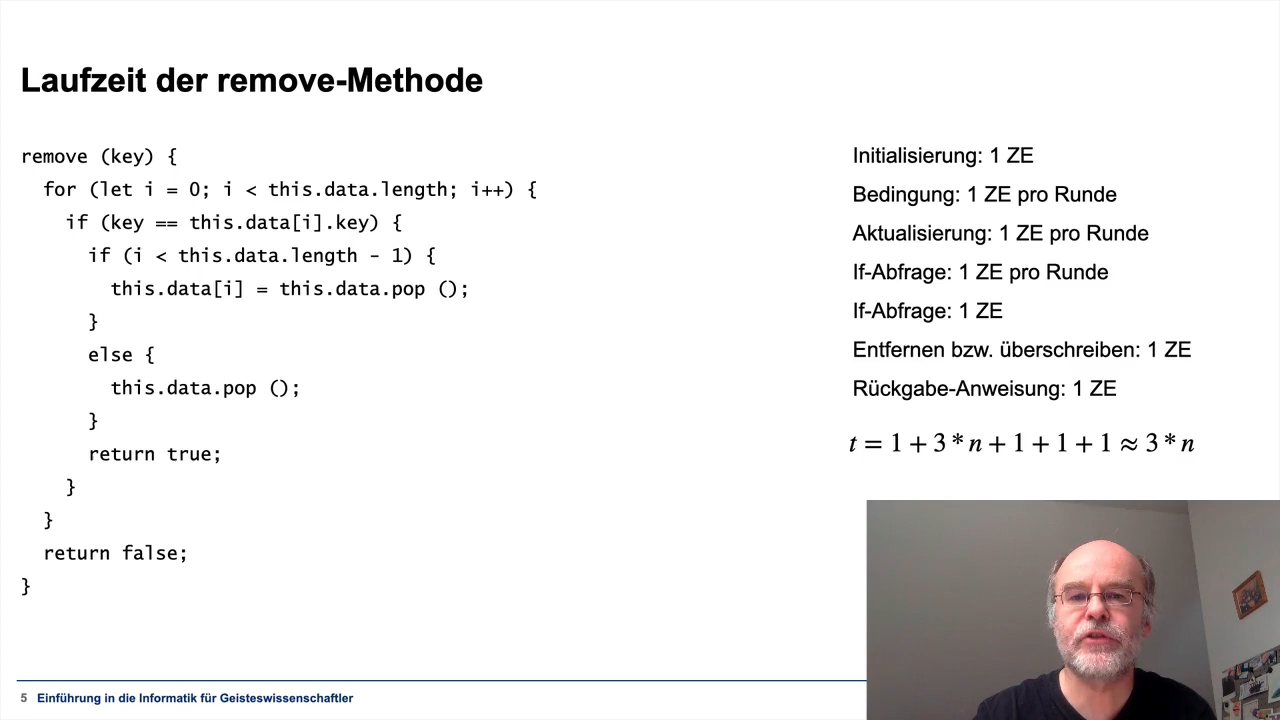 Laufzeit der remove-Methode
remove (key) {
for (let i = 0; i < this.data.length; i++) {
if (key == this.data[i].key) {
if (i < this.data.length - 1) {
this.data[i] = this.data.pop ();
}
else {
this.data.pop ();
}
return true;
}
}
return false;
}
Initialisierung: 1 ZE
Bedingung: 1 ZE pro Runde
Aktualisierung: 1 ZE pro Runde
If-Abfrage: 1 ZE pro Runde
If-Abfrage: 1 ZE
Entfernen bzw. überschreiben: 1 ZE
Rückgabe-Anweisung: 1 ZE
t = 1 + 3 * n + 1 + 1 + 1 ≈ 3 * n
5 Einführung in die Informatik für Geisteswissenschaftler